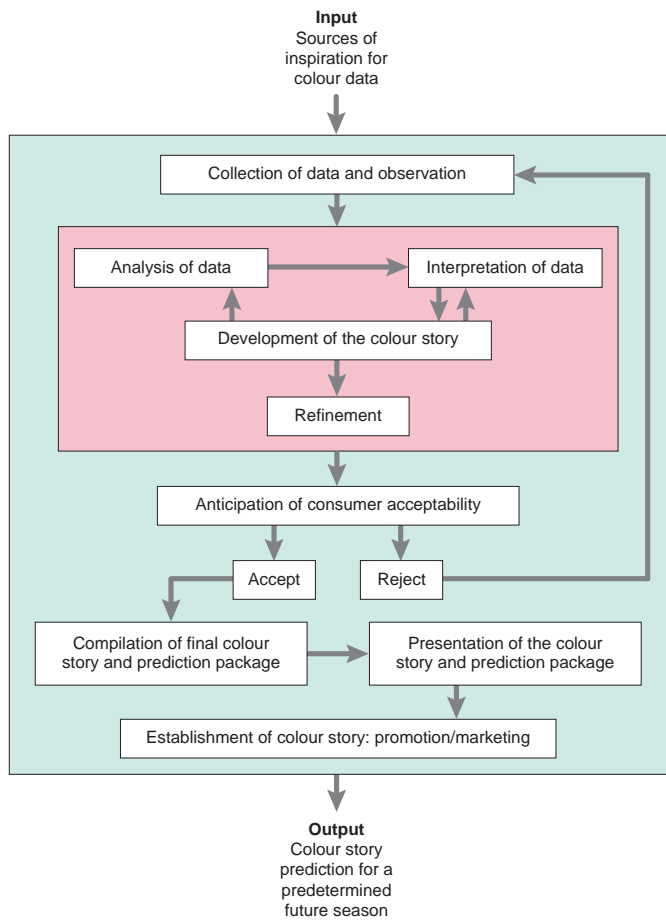 Input
Sources of
inspiration for
colour data
Collection of data and observation
Analysis of data
Interpretation of data
Development of the colour story
Refinement
Anticipation of consumer acceptability
Accept
Reject
Compilation of final colour
story and prediction package
Presentation of the colour
story and prediction package
Establishment of colour story: promotion/marketing
Output
Colour story
prediction for a
predetermined
future season